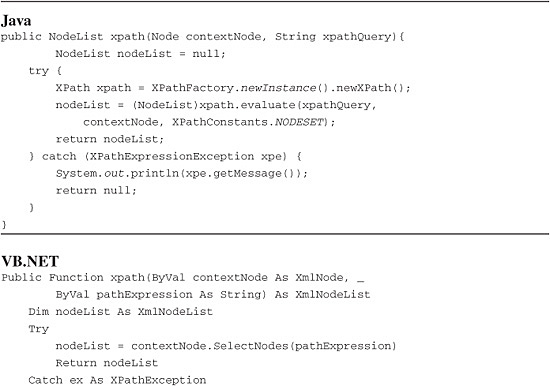 Java
public NodeList xpath(Node contextNode, String xpathQuery){
        NodeList nodeList = null;
    try {
        XPath xpath = XPathFactory.newInstance().newXPath();
        nodeList = (NodeList)xpath.evaluate(xpathQuery,
            contextNode, XPathConstants.NODESET);
        return nodeList;
    } catch (XPathExpressionException xpe) {
        System.out.println(xpe.getMessage());
        return null;
    }
}
VB.NET
Public Function xpath(ByVal contextNode As XmlNode, _
        ByVal pathExpression As String) As XmlNodeList
    Dim nodeList As XmlNodeList
    Try
        nodeList = contextNode.SelectNodes(pathExpression)
        Return nodeList
    Catch ex As XPathException